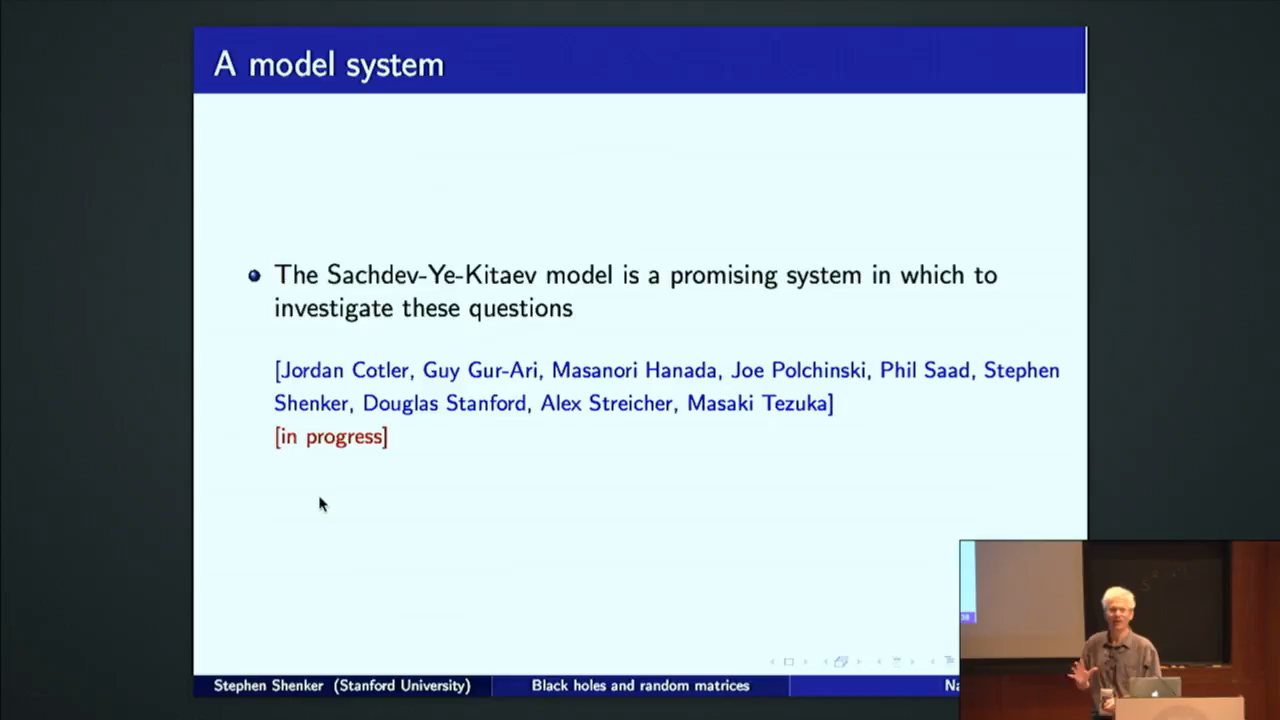 A model system
The Sachdev-Ye-Kitaev model is a promising system in which to
investigate these questions
[Jordan Cotler, Guy Gur-Ari, Masanori Hanada, Joe Polchinski, Phil Saad, Stephen
Shenker, Douglas Stanford, Alex Streicher, Masaki Tezuka]
[in progress]
Stephen Shenker (Stanford University) Black holes and random matrices Na